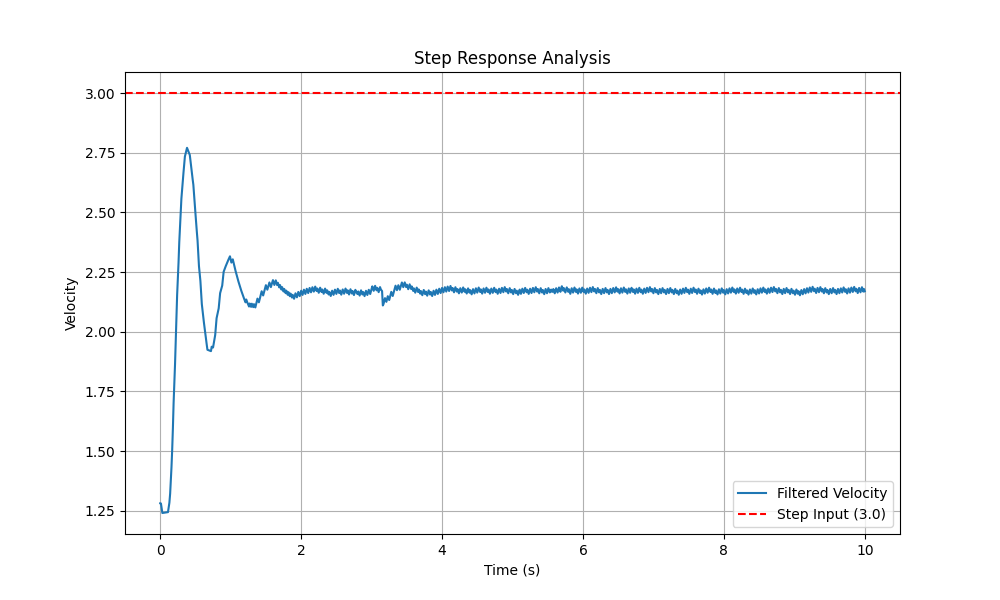 Step Response Analysis
Velocity
3.00
2.75
2.50
2.25
2.00
1.75
1.50
1.25
Filtered Velocity
Step Input (3.0)
0
2
4
6
8
10
Time (s)